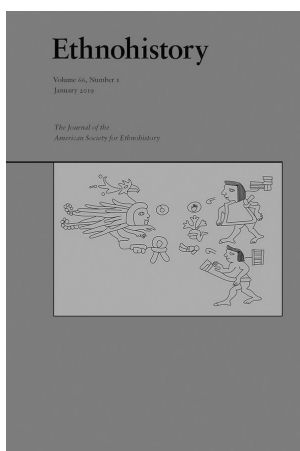 Ethnohistory
Volume 66, Number 1
January 2019
The Journal of the
American Society for Ethnohistory